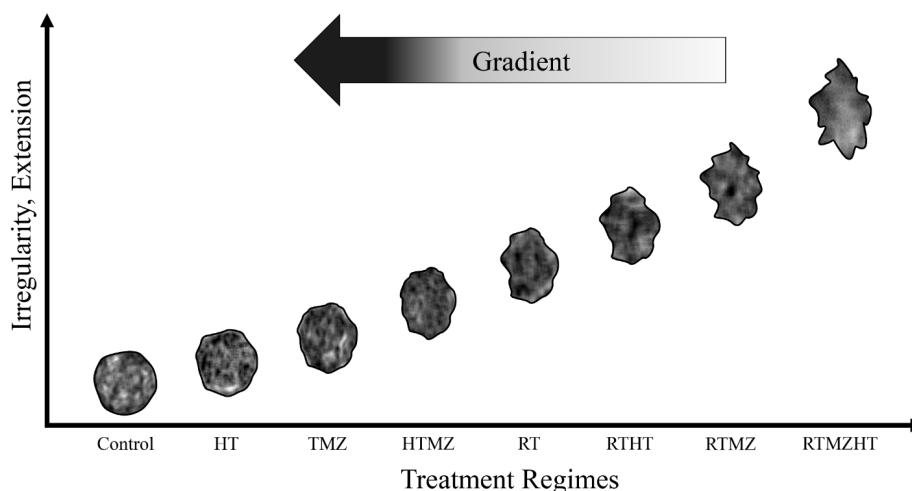 Gradient
Irregularity, Extension
Control HT TMZ HTMZ RT RTHT RTMZ RTMZHT
Treatment Regimes